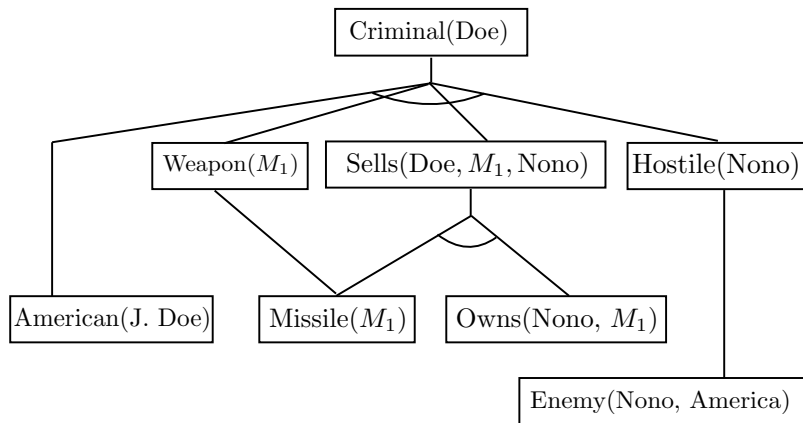 Criminal(Doe)
Weapon(M₁)
Sells(Doe, M₁, Nono)
Hostile(Nono)
American(J. Doe)
Missile(M₁)
Owns(Nono, M₁)
Enemy(Nono, America)